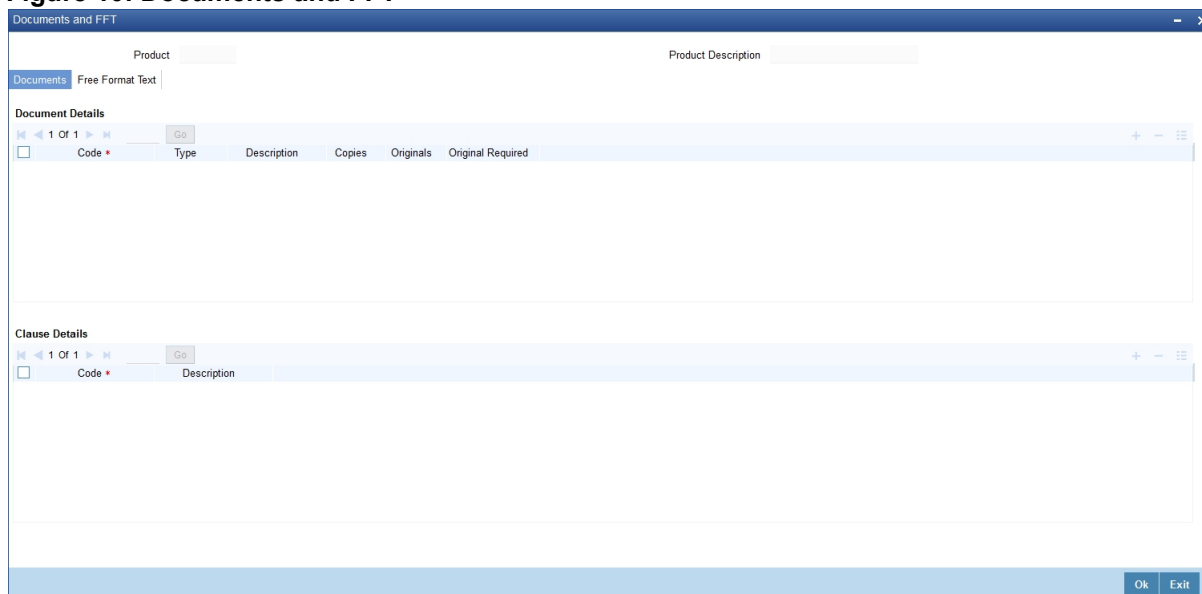 Documents and FFT
Product Product Description
Documents Free Format Text
Document Details
1 Of 1 Go
Code * Type Description Copies Originals Original Required
Clause Details
1 Of 1 Go
Code * Description
Ok Exit